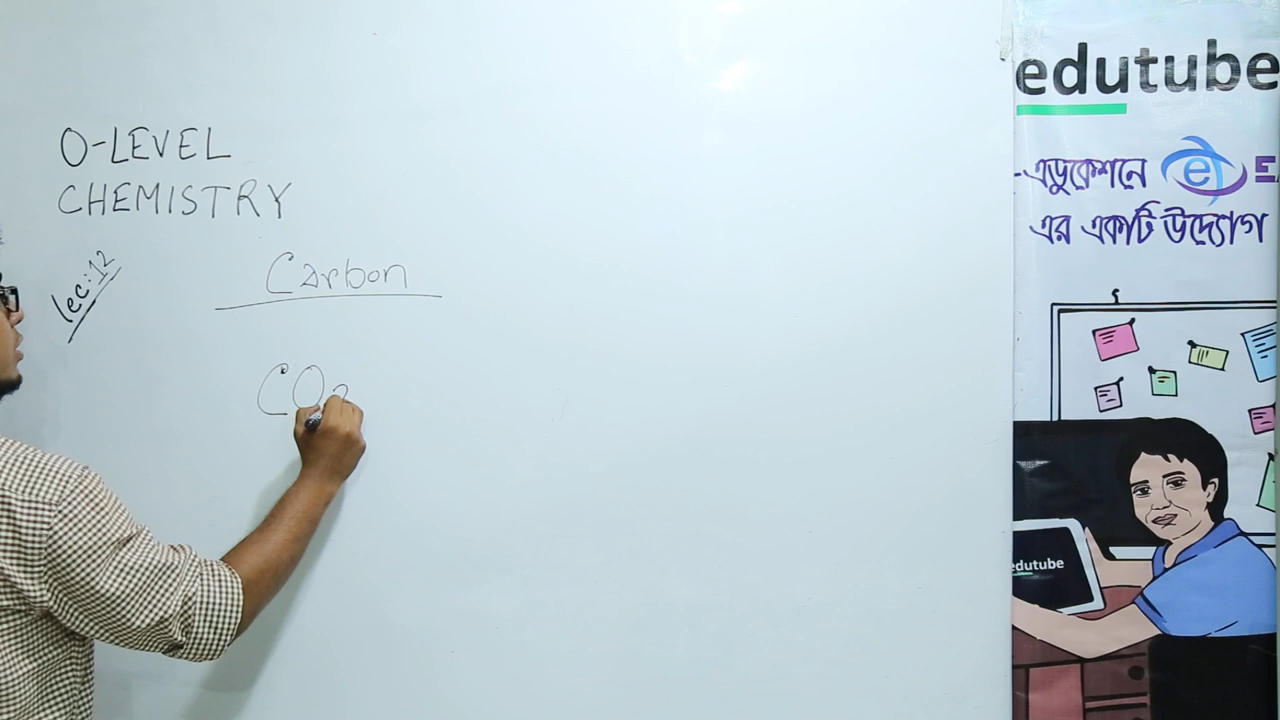 O-LEVEL
CHEMISTRY
Lec:12
Carbon
CO2
edutube
-এডুকেশনে e
এর একটি উদ্যোগ
edutube